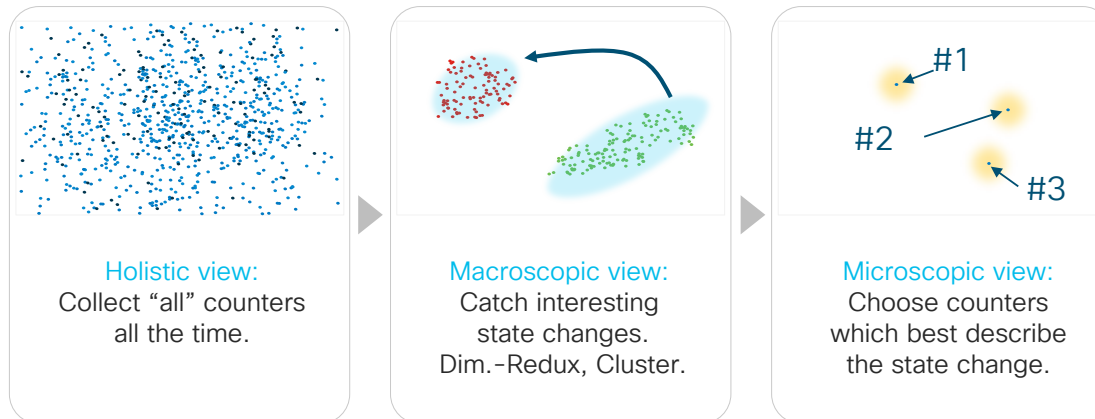 #1
#2
#3
Holistic view:
Collect “all” counters
all the time.
Macroscopic view:
Catch interesting
state changes.
Dim.-Redux, Cluster.
Microscopic view:
Choose counters
which best describe
the state change.